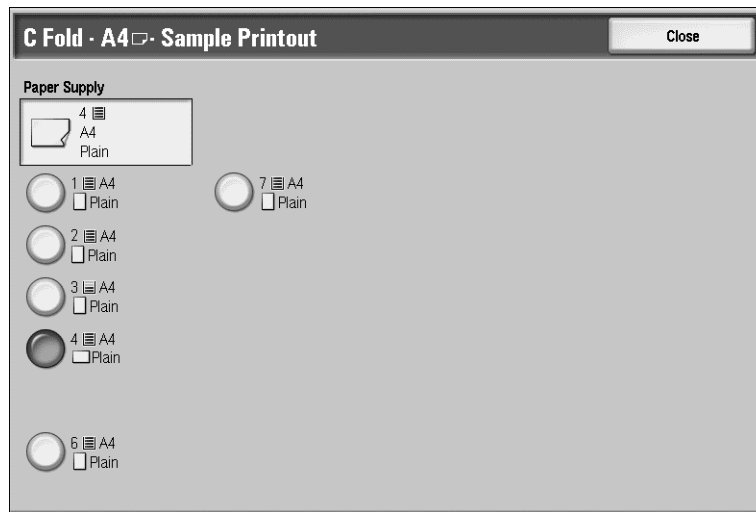 C Fold - A4 - Sample Printout
Close
Paper Supply
4
A4
Plain
1 A4
Plain
2 A4
Plain
3 A4
Plain
4 A4
Plain
6 A4
Plain
7 A4
Plain